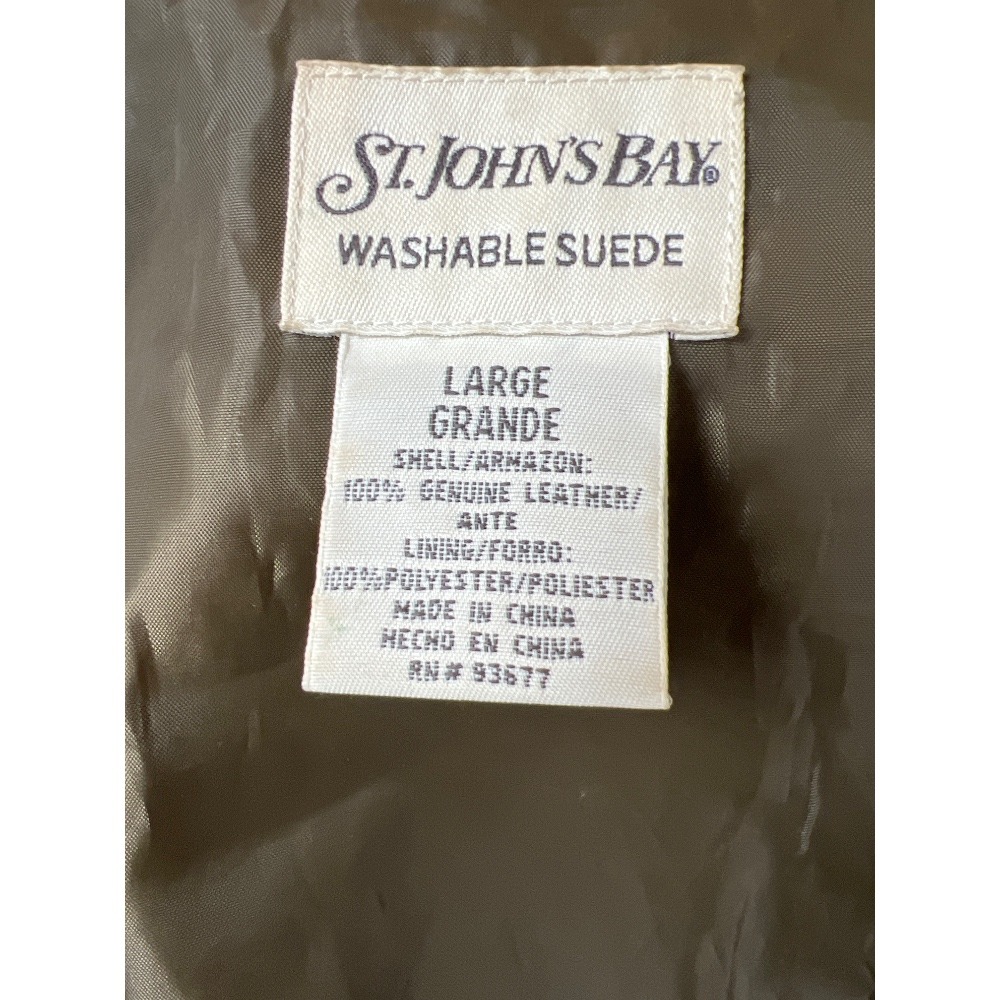 ST. JOHN'S BAY®
WASHABLE SUEDE
LARGE
GRANDE
SHELL/ARMAZON:
100% GENUINE LEATHER/
ANTE
LINING/FORRO:
100%POLYESTER/POLIESTER
MADE IN CHINA
HECHO EN CHINA
RN# 93677